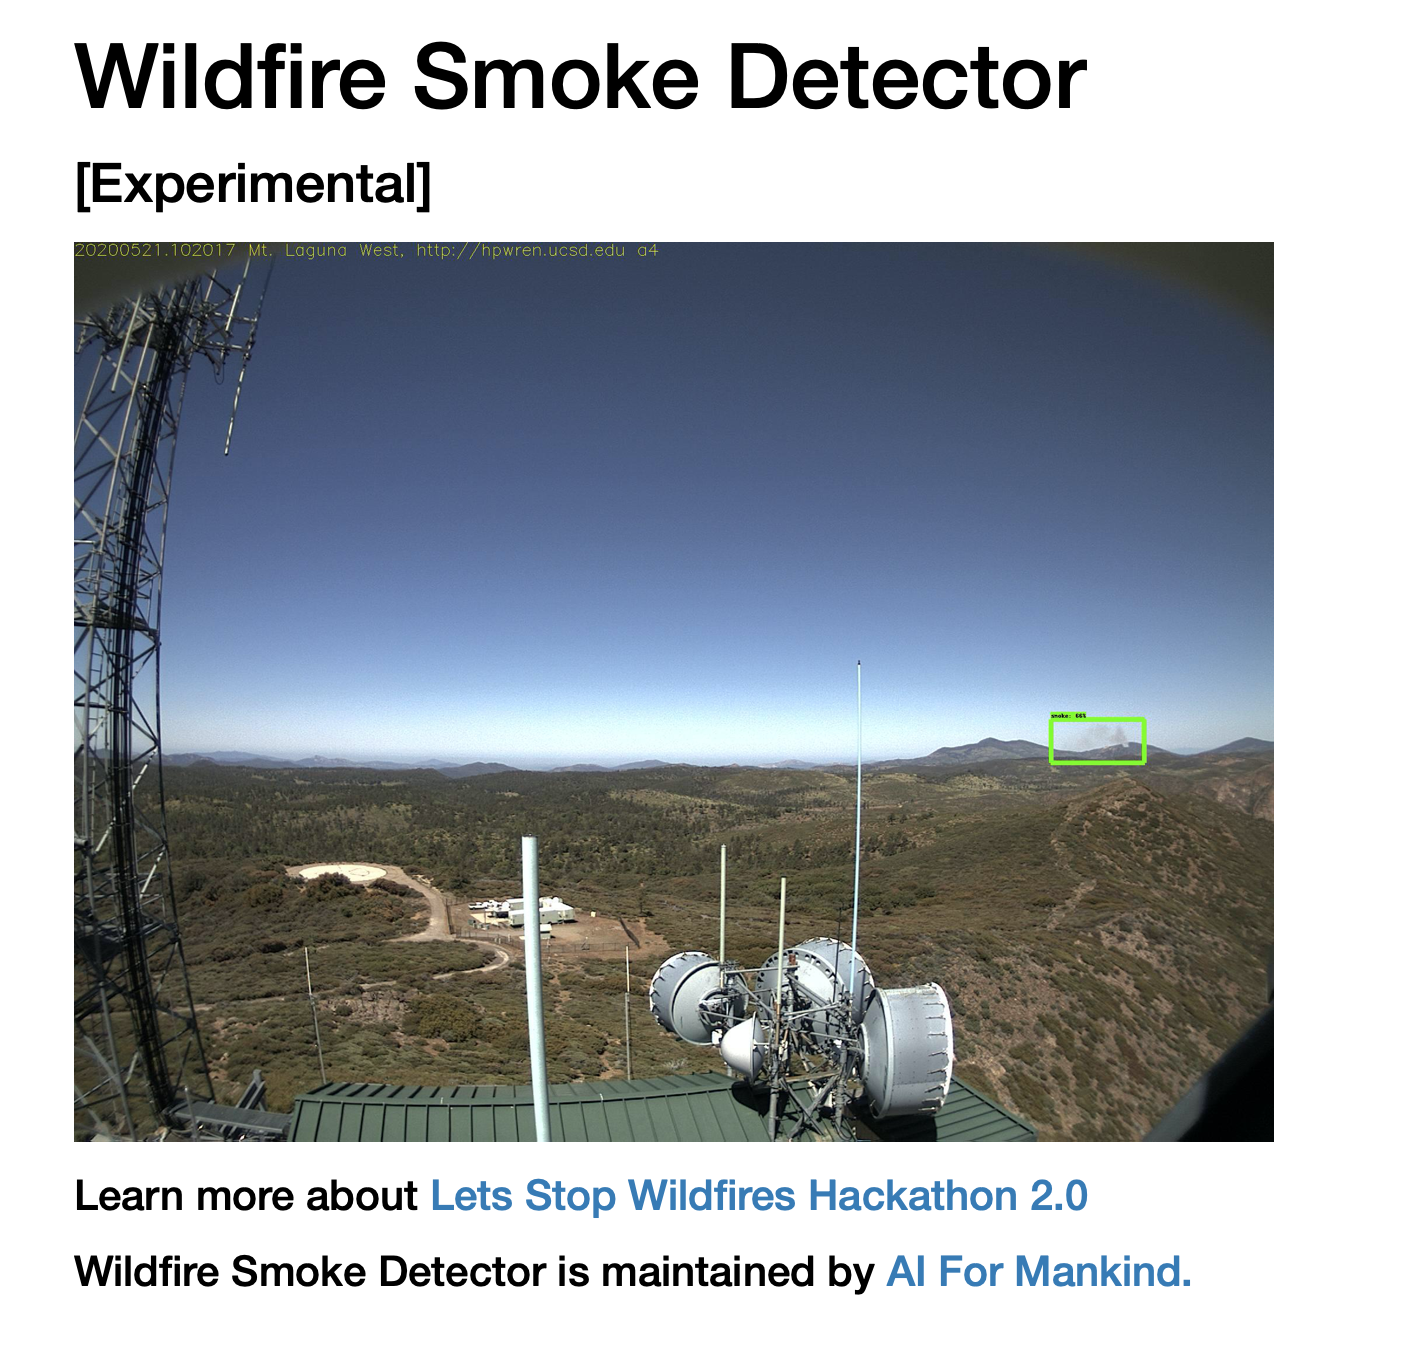 Wildfire Smoke Detector
[Experimental]
20200521.102017 Mt. Laguna West, http://hpwren.ucsd.edu a4
smoke: 66%
Learn more about Lets Stop Wildfires Hackathon 2.0
Wildfire Smoke Detector is maintained by AI For Mankind.